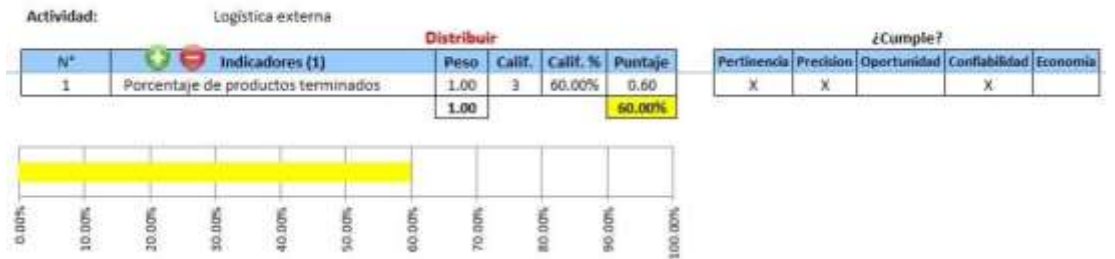 Actividad: Logística externa
Distribuir ¿Cumple?
N° Indicadores (1) Peso Calif. Calif. % Puntaje Pertinencia Precision Oportunidad Confiabilidad Economia
1 Porcentaje de productos terminados 1.00 3 60.00% 0.60 X X X
1.00 60.00%
0.00% 10.00% 20.00% 30.00% 40.00% 50.00% 60.00% 70.00% 80.00% 90.00% 100.00%